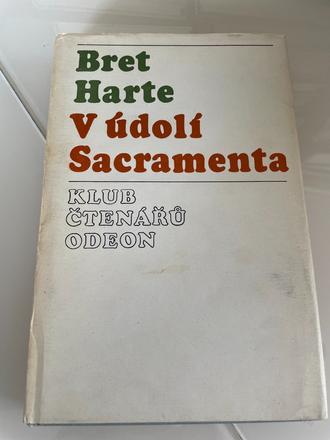 Bret
Harte
V údolí
Sacramenta
KLUB
ČTENÁŘŮ
ODEON